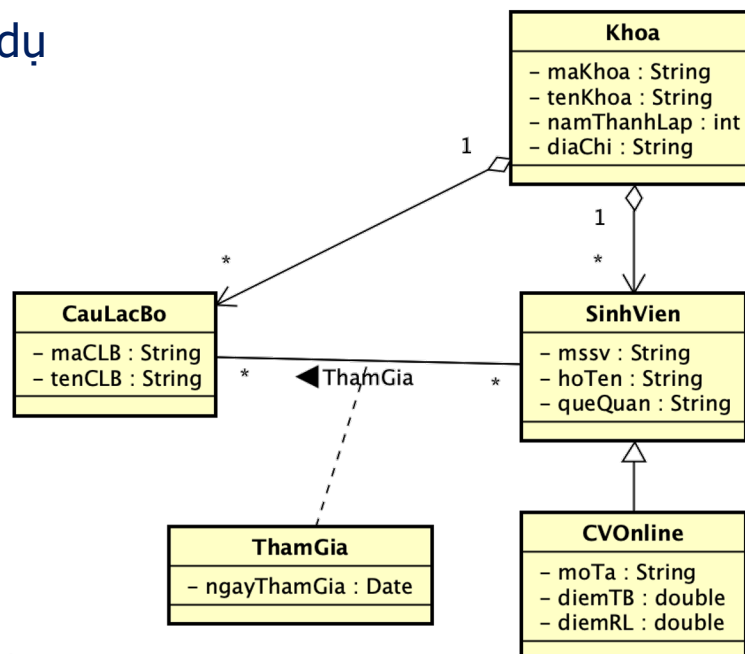 dụ
Khoa
- maKhoa : String
- tenKhoa : String
- namThanhLap : int
- diaChi : String
1
1
*
*
CauLacBo
- maCLB : String
- tenCLB : String
SinhVien
- mssv : String
- hoTen : String
- queQuan : String
*
◀ ThamGia
*
ThamGia
- ngayThamGia : Date
CVOnline
- moTa : String
- diemTB : double
- diemRL : double